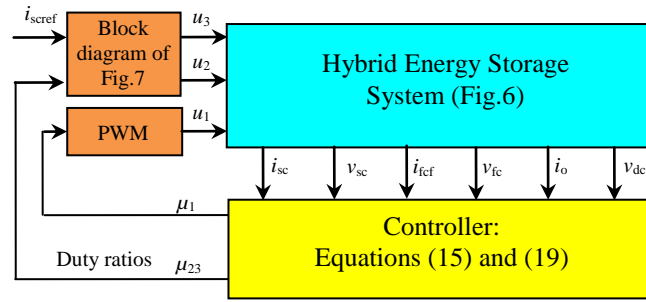 i_scref
Block
diagram of
Fig.7
u_3
u_2
Hybrid Energy Storage
System (Fig.6)
PWM
u_1
i_sc
v_sc
i_fcf
v_fc
i_o
v_dc
μ_1
Controller:
Equations (15) and (19)
Duty ratios
μ_23